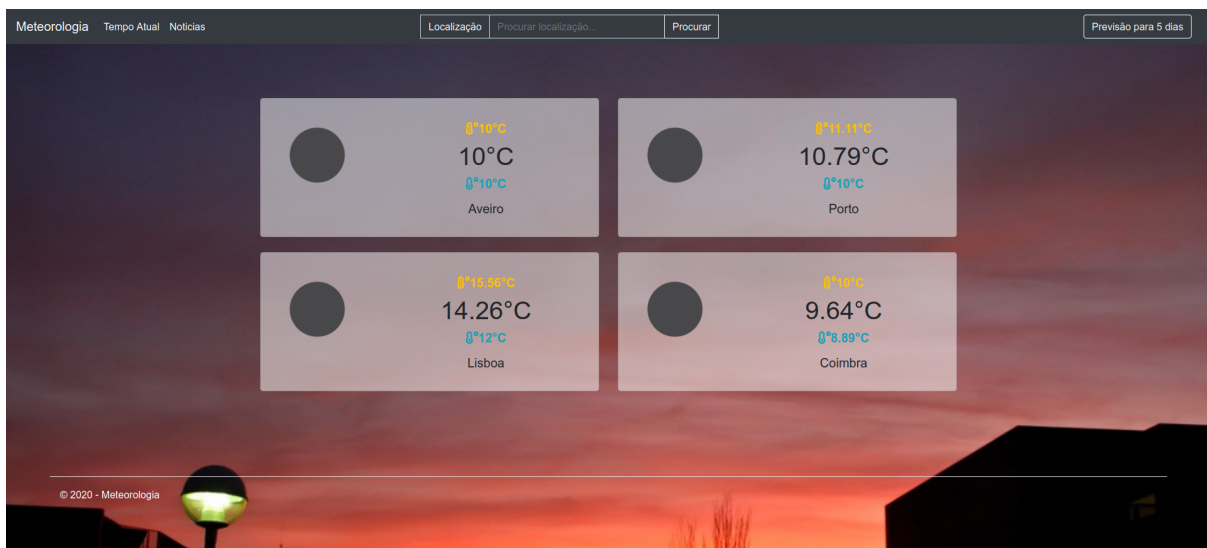 Meteorologia Tempo Atual Noticias Localização Procurar localização... Procurar Previsão para 5 dias
°10°C
10°C
°10°C
Aveiro
°11.11°C
10.79°C
°10°C
Porto
°15.56°C
14.26°C
°12°C
Lisboa
°10°C
9.64°C
°8.89°C
Coimbra
© 2020 - Meteorologia